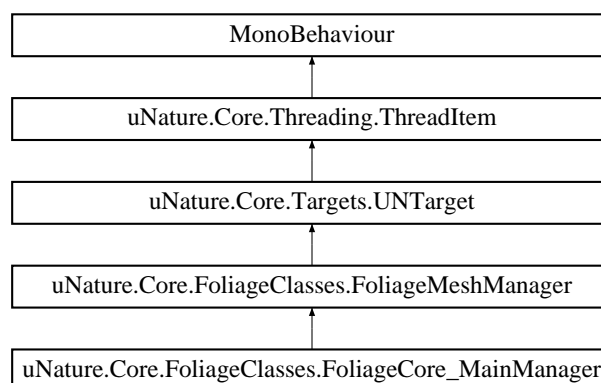 MonoBehaviour
uNature.Core.Threading.ThreadItem
uNature.Core.Targets.UNTarget
uNature.Core.FoliageClasses.FoliageMeshManager
uNature.Core.FoliageClasses.FoliageCore_MainManager